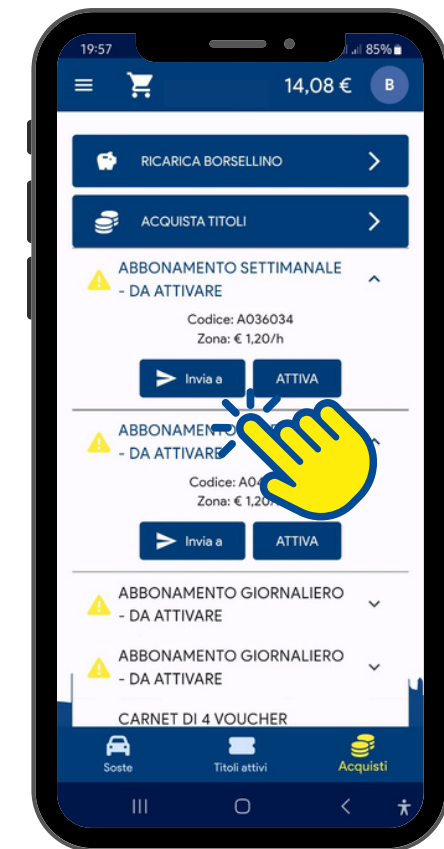 19:57
85%
14,08 €
B
RICARICA BORSELLINO
ACQUISTA TITOLI
ABBONAMENTO SETTIMANALE
- DA ATTIVARE
Codice: A036034
Zona: € 1,20/h
Invia a
ATTIVA
ABBONAMENTO
- DA ATTIVARE
Codice:
Zona: € 1,20/
Invia a
ATTIVA
ABBONAMENTO GIORNALIERO
- DA ATTIVARE
ABBONAMENTO GIORNALIERO
- DA ATTIVARE
CARNET DI 4 VOUCHER
Soste
Titoli attivi
Acquisti